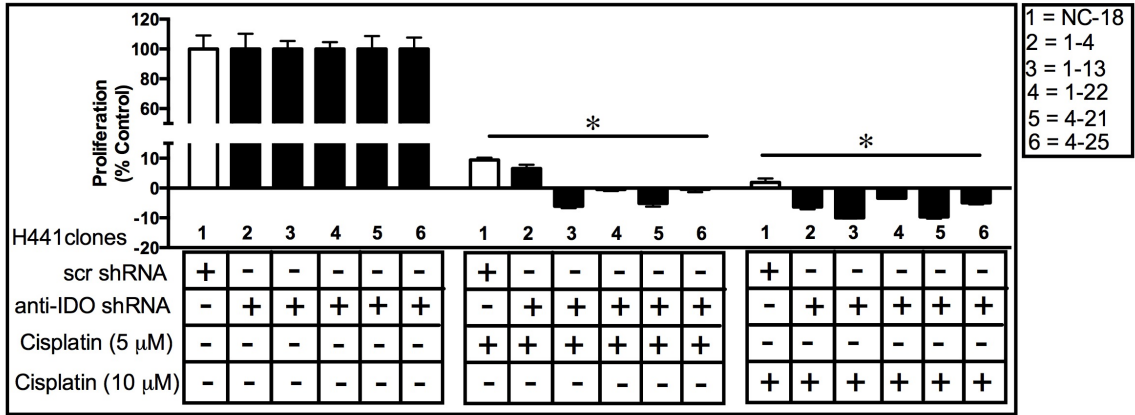 120
100
80
60
10
0
-10
-20
Proliferation
(% Control)
*
*
H441clones 1 2 3 4 5 6 1 2 3 4 5 6 1 2 3 4 5 6
scr shRNA + - - - - - + - - - - - + - - - - -
anti-IDO shRNA - + + + + + - + + + + + - + + + + +
Cisplatin (5 µM) - - - - - - + + + + + + - - - - - -
Cisplatin (10 µM) - - - - - - - - - - - - + + + + + +
1 = NC-18
2 = 1-4
3 = 1-13
4 = 1-22
5 = 4-21
6 = 4-25